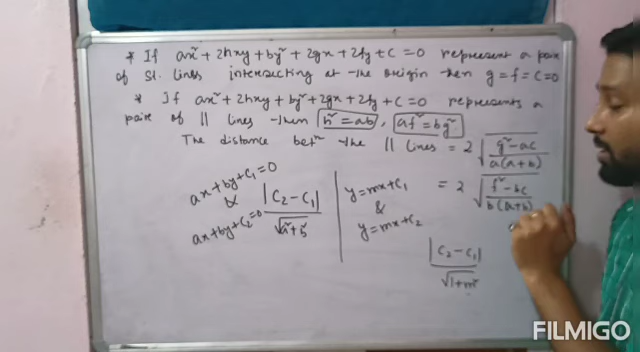 * If ax²+2hxy+by²+2gx+2fy+c=0 represent a pair
of St. lines intersecting at the origin then g=f=c=0
* If ax²+2hxy+by²+2gx+2fy+c=0 represents a
pair of || lines then h²=ab, af²=bg².
The distance betⁿ the || lines = 2 √(g²-ac / a(a+b))
= 2 √(f²-bc / b(a+b))
ax+by+c₁=0
&
ax+by+c₂=0
|c₂-c₁| / √(a²+b²)
y=mx+c₁
&
y=mx+c₂
|c₂-c₁| / √(1+m²)
FILMIGO